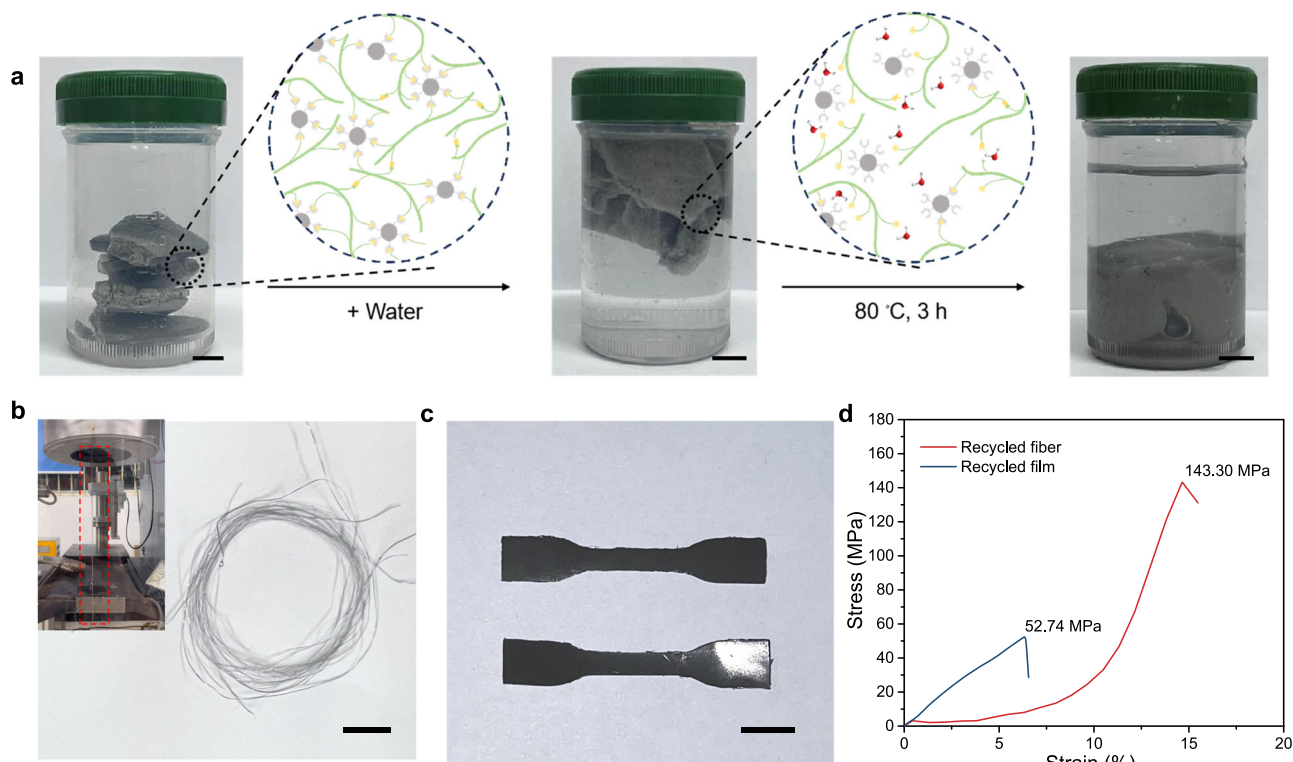 a
+ Water
80 °C, 3 h
b
c
d
180
160
140
120
100
80
60
40
20
0
Stress (MPa)
Recycled fiber
Recycled film
143.30 MPa
52.74 MPa
0
5
10
15
20
Strain (%)